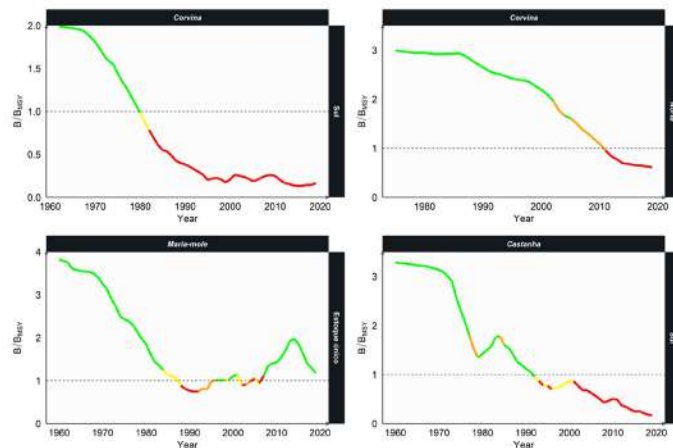 Corvina
2.0
1.5
1.0
0.5
0.0
B/B_MSY
Sul
1960 1970 1980 1990 2000 2010 2020
Year
Corvina
3
2
1
0
B/B_MSY
Norte
1980 1990 2000 2010 2020
Year
Maria-mole
4
3
2
1
0
B/B_MSY
Estoque único
1960 1970 1980 1990 2000 2010 2020
Year
Castanha
3
2
1
0
B/B_MSY
Sul
1960 1970 1980 1990 2000 2010 2020
Year